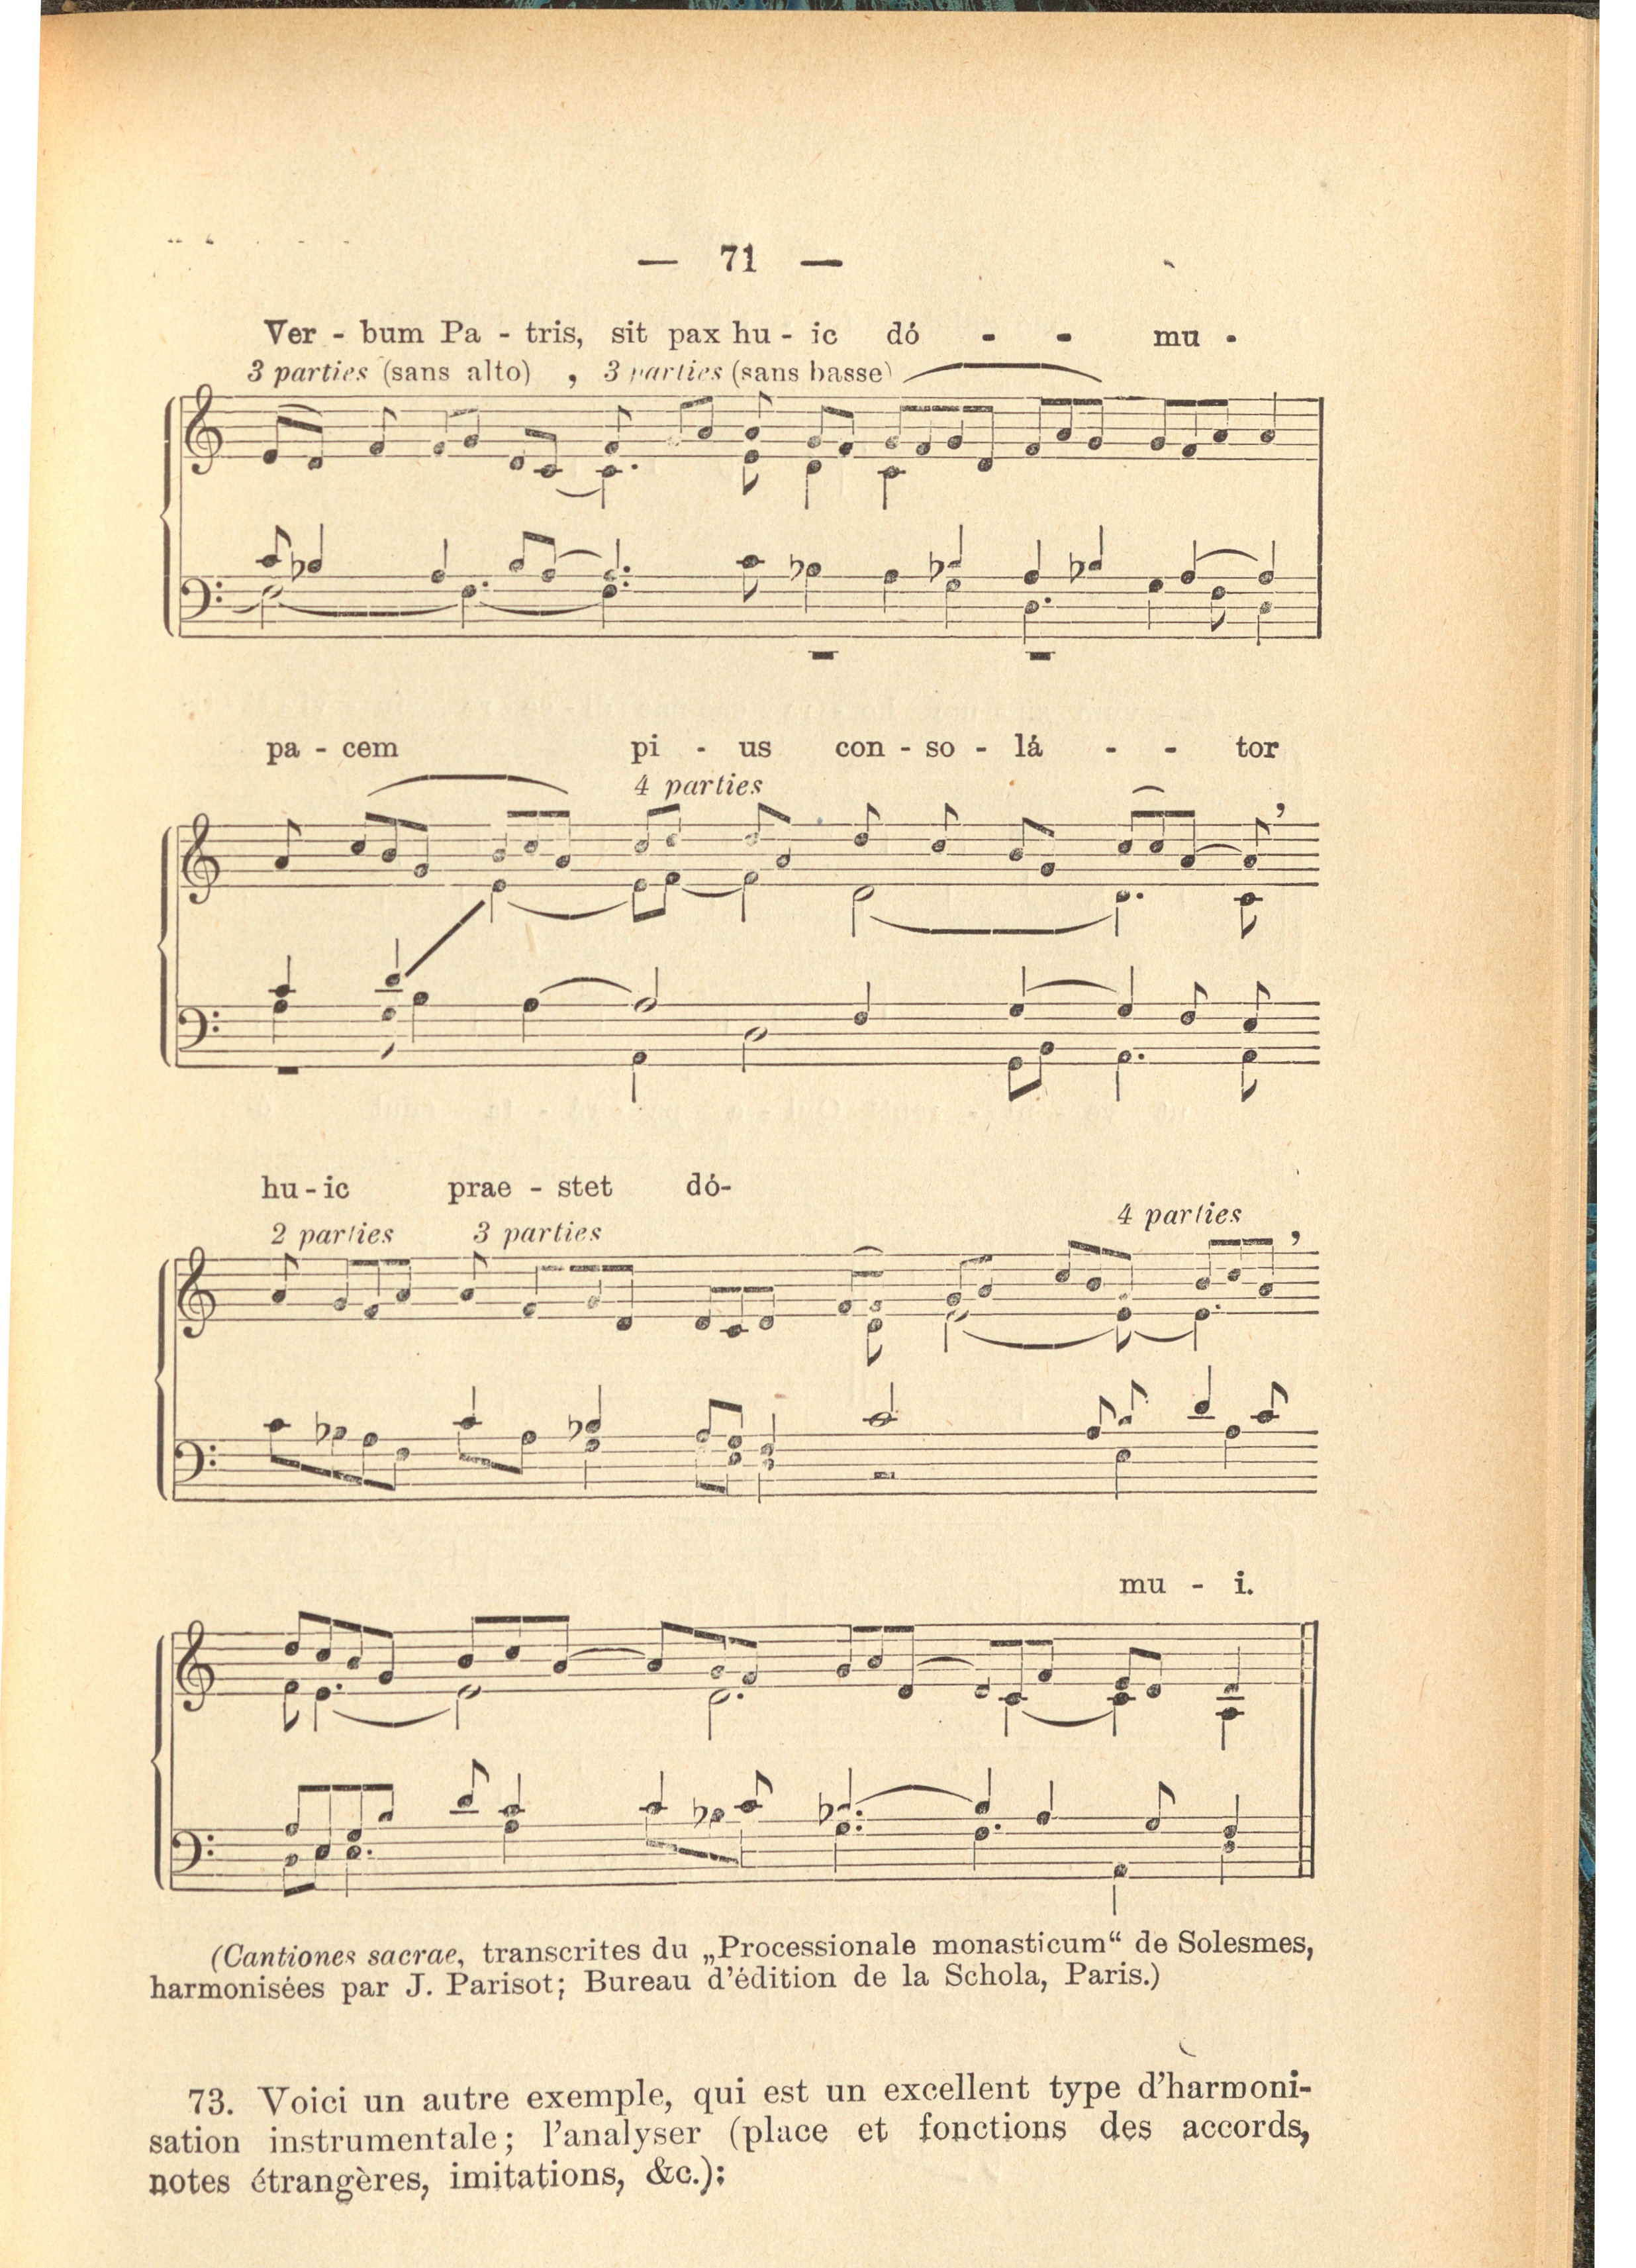 — 71 —
Ver - bum Pa - tris, sit pax hu - ic dó - - mu -
3 parties (sans alto) , 3 parties (sans basse)
pa - cem pi - us con - so - lá - - tor
4 parties
hu - ic prae - stet dó-
2 parties 3 parties 4 parties
mu - i.
(Cantiones sacrae, transcrites du „Processionale monasticum“ de Solesmes,
harmonisées par J. Parisot; Bureau d'édition de la Schola, Paris.)
73. Voici un autre exemple, qui est un excellent type d'harmoni-
sation instrumentale; l'analyser (place et fonctions des accords,
notes étrangères, imitations, &c.):